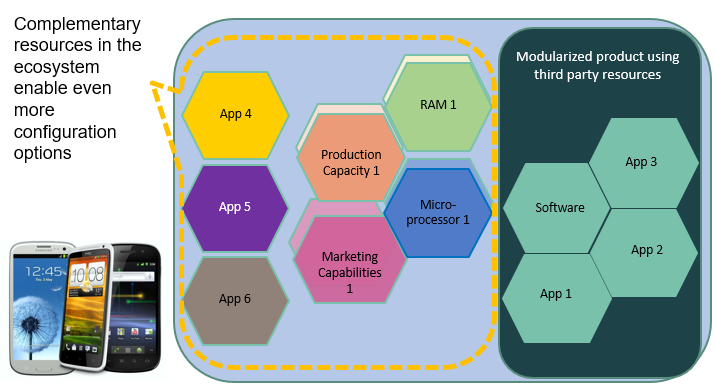 Complementary
resources in the
ecosystem
enable even
more
configuration
options
Modularized product using
third party resources
App 4
RAM 1
Production
Capacity 1
App 3
App 5
Micro-
processor 1
Software
Marketing
Capabilities
1
App 2
App 6
App 1
12:45
10:08